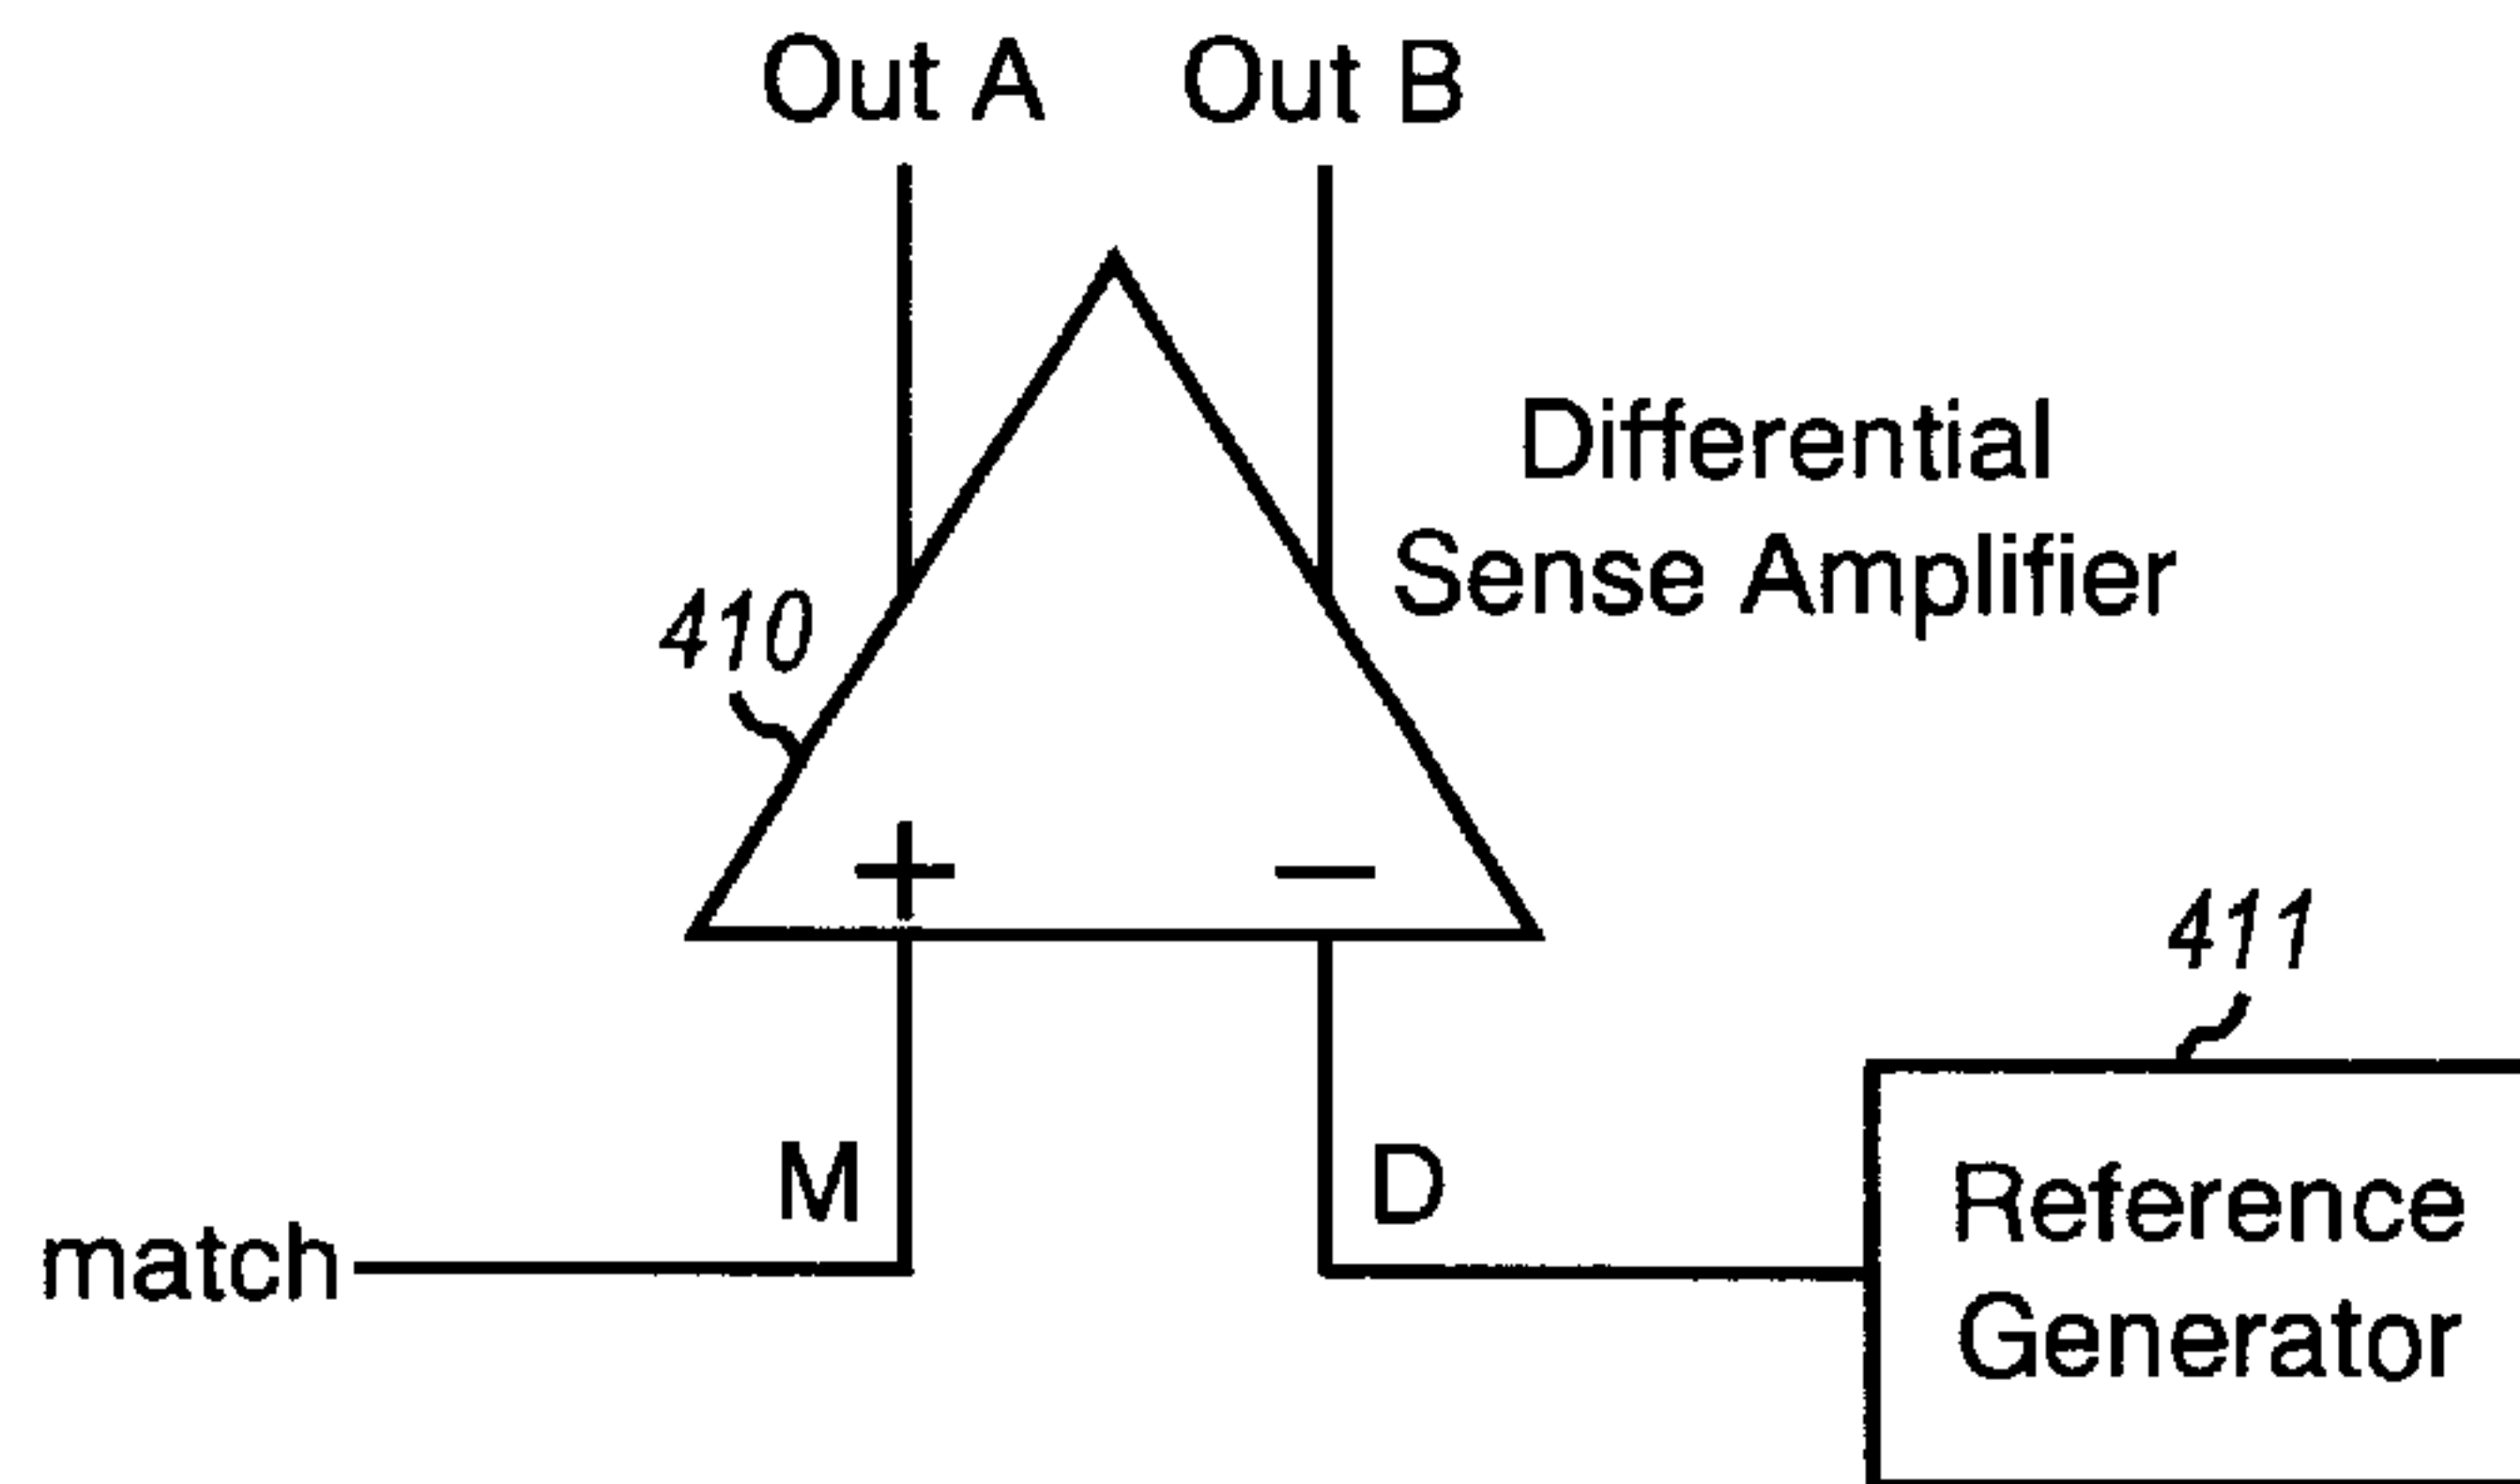 Out A Out B
Differential
Sense Amplifier
410
+ −
411
M D
match
Reference
Generator